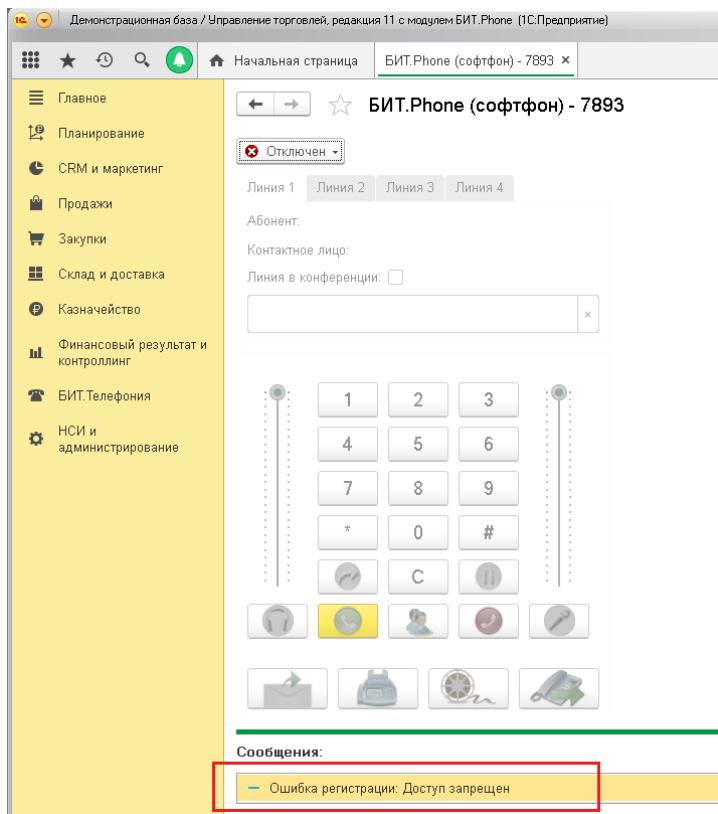 Демонстрационная база / Управление торговлей, редакция 11 с модулем БИТ.Phone (1С:Предприятие)
Начальная страница
БИТ.Phone (софтфон) - 7893 ×
Главное
Планирование
CRM и маркетинг
Продажи
Закупки
Склад и доставка
Казначейство
Финансовый результат и
контроллинг
БИТ.Телефония
НСИ и
администрирование
БИТ.Phone (софтфон) - 7893
Отключен
Линия 1 Линия 2 Линия 3 Линия 4
Абонент:
Контактное лицо:
Линия в конференции:
1 2 3
4 5 6
7 8 9
* 0 #
C
Сообщения:
Ошибка регистрации: Доступ запрещен